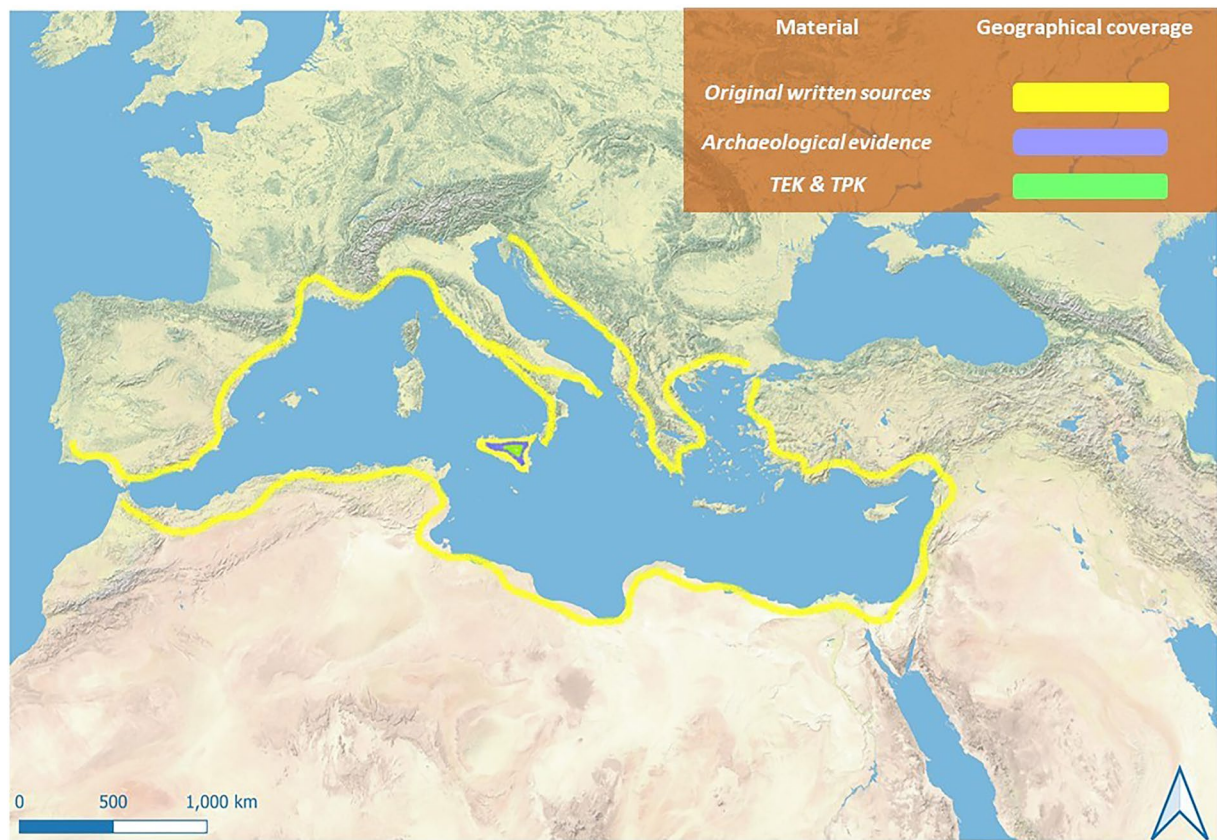 Material Geographical coverage
Original written sources
Archaeological evidence
TEK & TPK
0 500 1,000 km